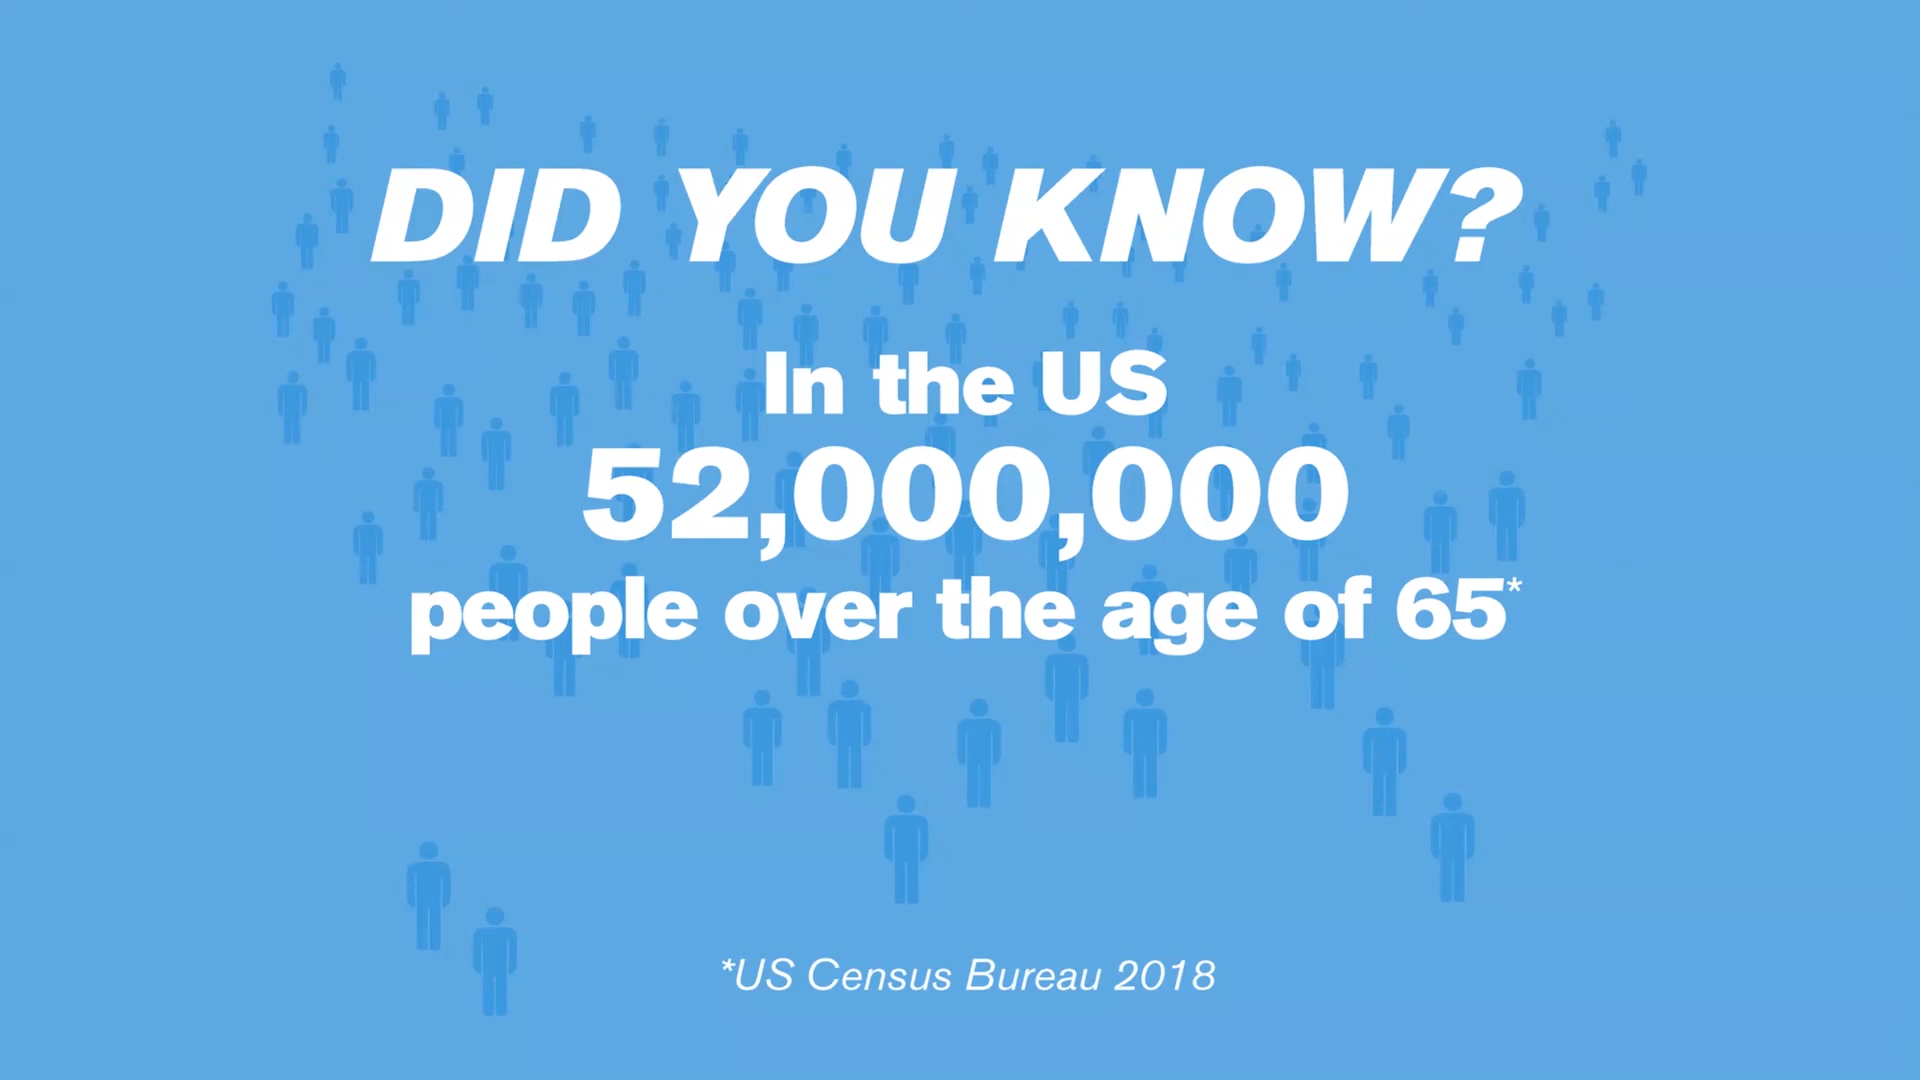 DID YOU KNOW?
In the US
52,000,000
people over the age of 65*
*US Census Bureau 2018